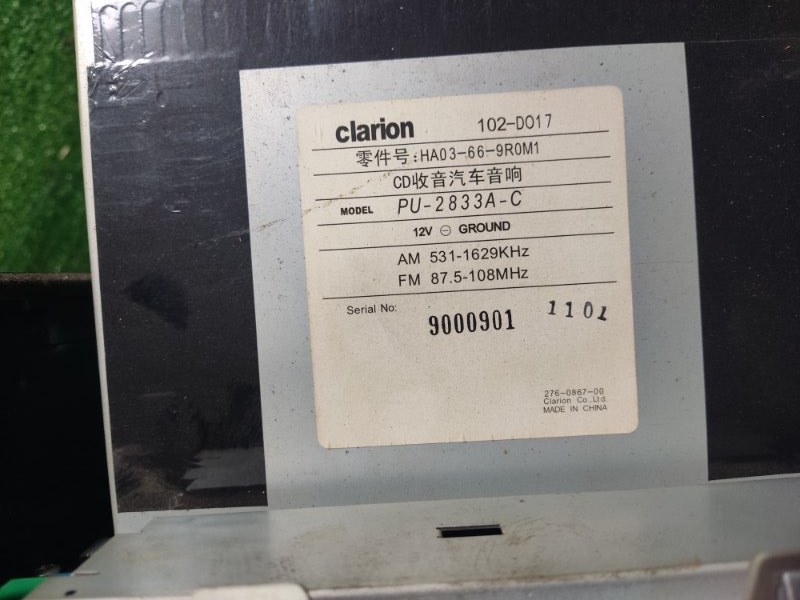 clarion 102-D017
零件号:HA03-66-9R0M1
CD收音汽车音响
MODEL PU-2833A-C
12V ⊖ GROUND
AM 531-1629KHz
FM 87.5-108MHz
Serial No: 9000901 1101
276-0867-00
Clarion Co.,Ltd.
MADE IN CHINA